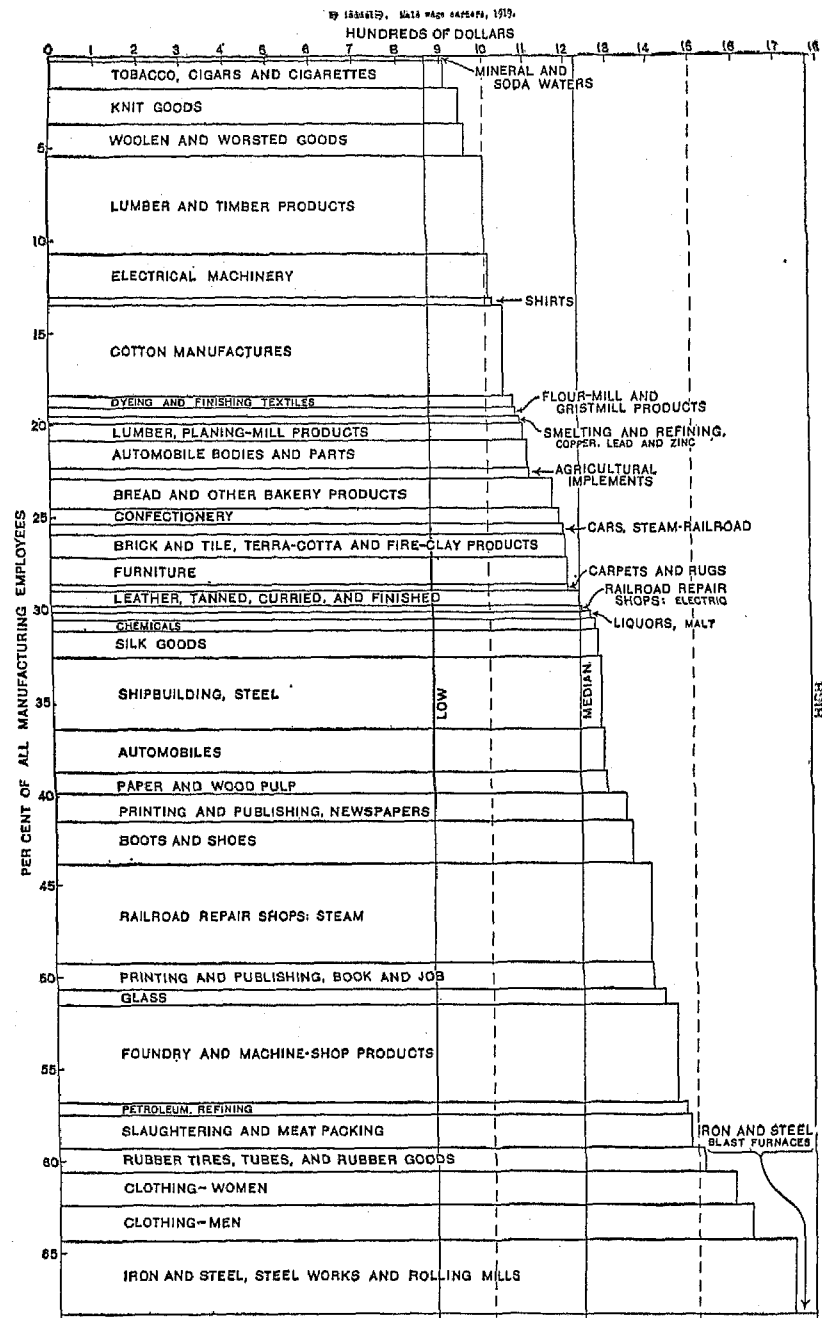 By industry. Male wage earners, 1919.
HUNDREDS OF DOLLARS
0 1 2 3 4 5 6 7 8 9 10 11 12 13 14 15 16 17 18
TOBACCO, CIGARS AND CIGARETTES
MINERAL AND
SODA WATERS
KNIT GOODS
WOOLEN AND WORSTED GOODS
5
LUMBER AND TIMBER PRODUCTS
10
ELECTRICAL MACHINERY
SHIRTS
15
COTTON MANUFACTURES
DYEING AND FINISHING TEXTILES
FLOUR-MILL AND
GRISTMILL PRODUCTS
20
LUMBER, PLANING-MILL PRODUCTS
SMELTING AND REFINING,
COPPER, LEAD AND ZINC
AUTOMOBILE BODIES AND PARTS
AGRICULTURAL
IMPLEMENTS
BREAD AND OTHER BAKERY PRODUCTS
25
CONFECTIONERY
CARS, STEAM-RAILROAD
BRICK AND TILE, TERRA-COTTA AND FIRE-CLAY PRODUCTS
FURNITURE
CARPETS AND RUGS
LEATHER, TANNED, CURRIED, AND FINISHED
RAILROAD REPAIR
SHOPS: ELECTRIC
30
LIQUORS, MALT
CHEMICALS
SILK GOODS
SHIPBUILDING, STEEL
LOW
MEDIAN
HIGH
35
AUTOMOBILES
PAPER AND WOOD PULP
40
PRINTING AND PUBLISHING, NEWSPAPERS
BOOTS AND SHOES
PER CENT OF ALL MANUFACTURING EMPLOYEES
45
RAILROAD REPAIR SHOPS: STEAM
50
PRINTING AND PUBLISHING, BOOK AND JOB
GLASS
FOUNDRY AND MACHINE-SHOP PRODUCTS
55
PETROLEUM, REFINING
SLAUGHTERING AND MEAT PACKING
IRON AND STEEL
BLAST FURNACES
60
RUBBER TIRES, TUBES, AND RUBBER GOODS
CLOTHING-WOMEN
CLOTHING-MEN
65
IRON AND STEEL, STEEL WORKS AND ROLLING MILLS